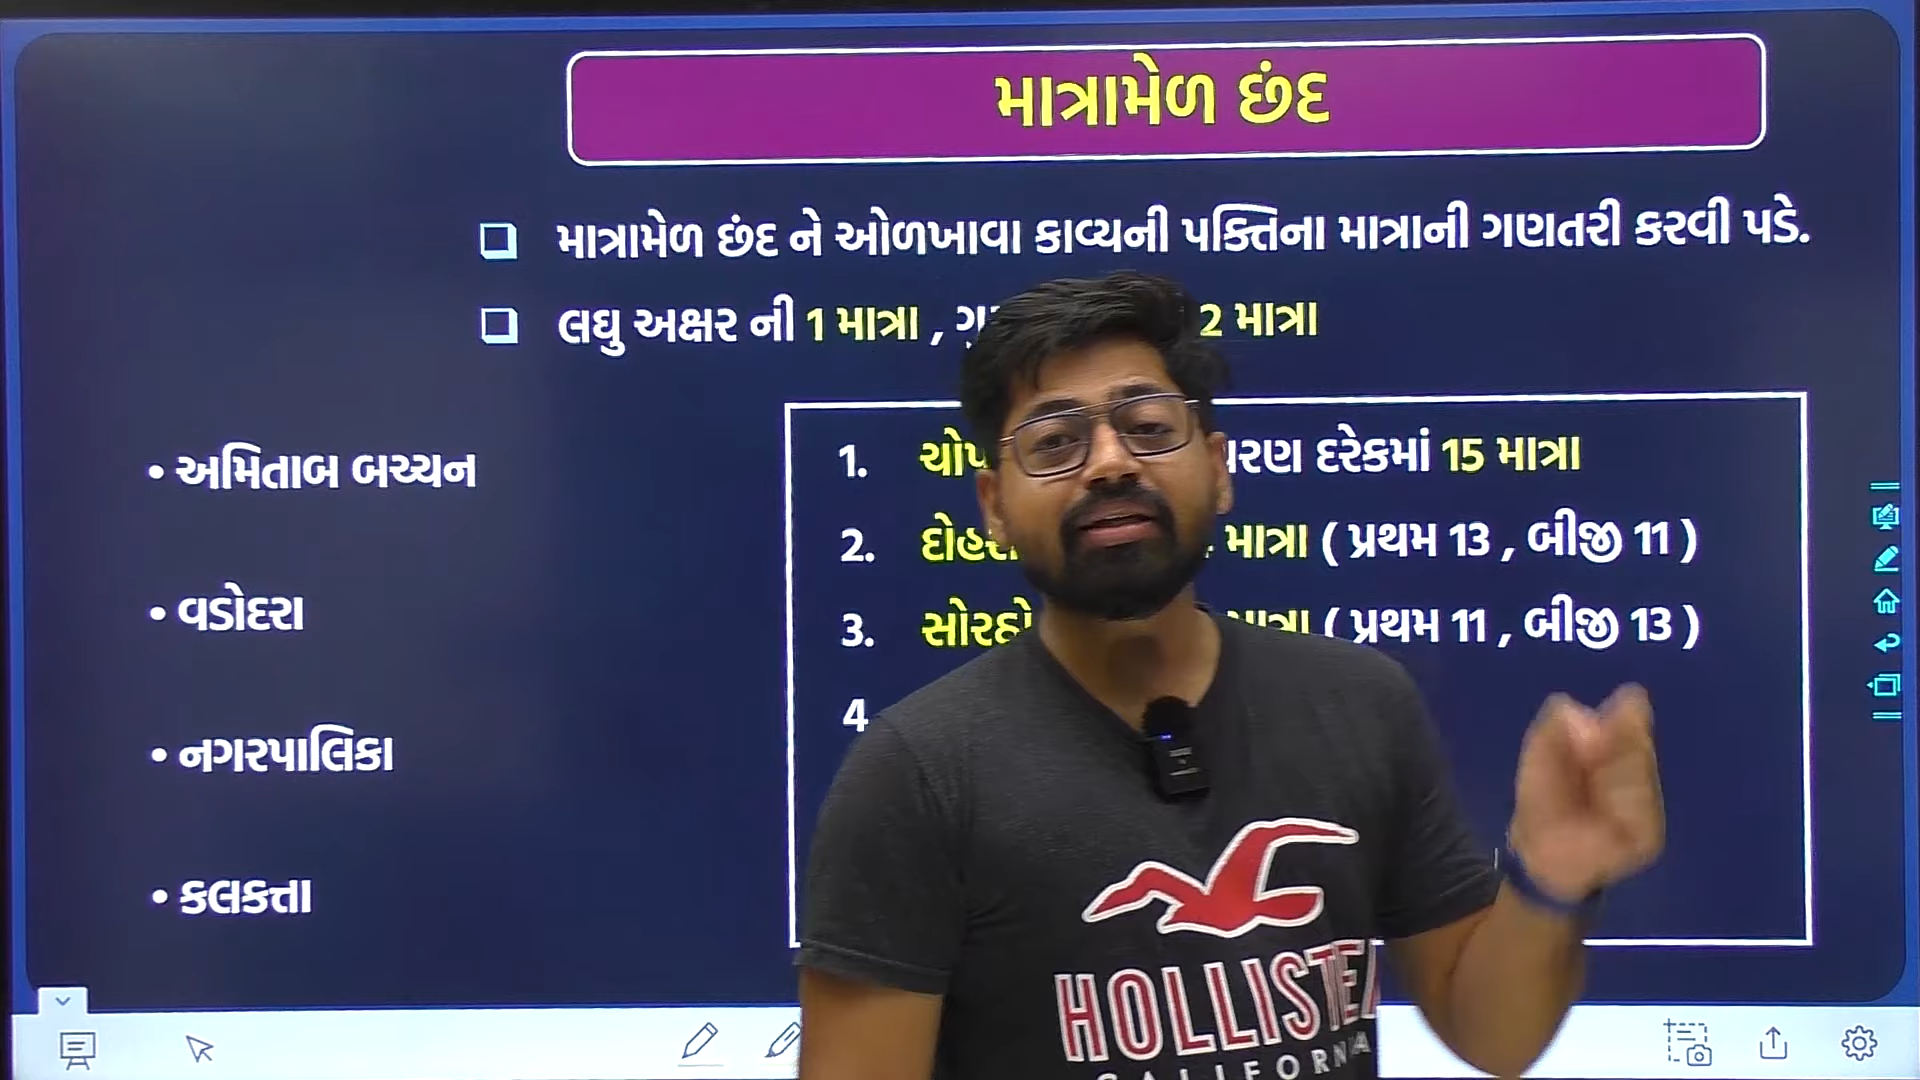 માત્રામેળ છંદ
માત્રામેળ છંદ ને ઓળખાવા કાવ્યની પક્તિના માત્રાની ગણતરી કરવી પડે.
લઘુ અક્ષર ની 1 માત્રા , 2 માત્રા
• અમિતાબ બચ્ચન
• વડોદરા
• નગરપાલિકા
• કલકત્તા
1. દરેકમાં 15 માત્રા
2. માત્રા ( પ્રથમ 13 , બીજી 11 )
3. સોરઠો ( પ્રથમ 11 , બીજી 13 )
4
HOLLISTE
CALIFORNIA